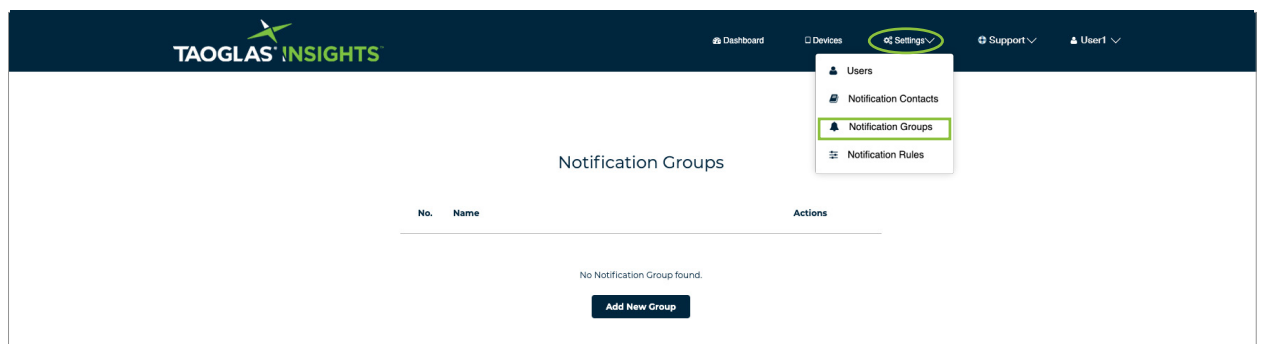 TAOGLAS INSIGHTS
Dashboard Devices Settings Support User1
Users
Notification Contacts
Notification Groups
Notification Rules
Notification Groups
No. Name Actions
No Notification Group found.
Add New Group